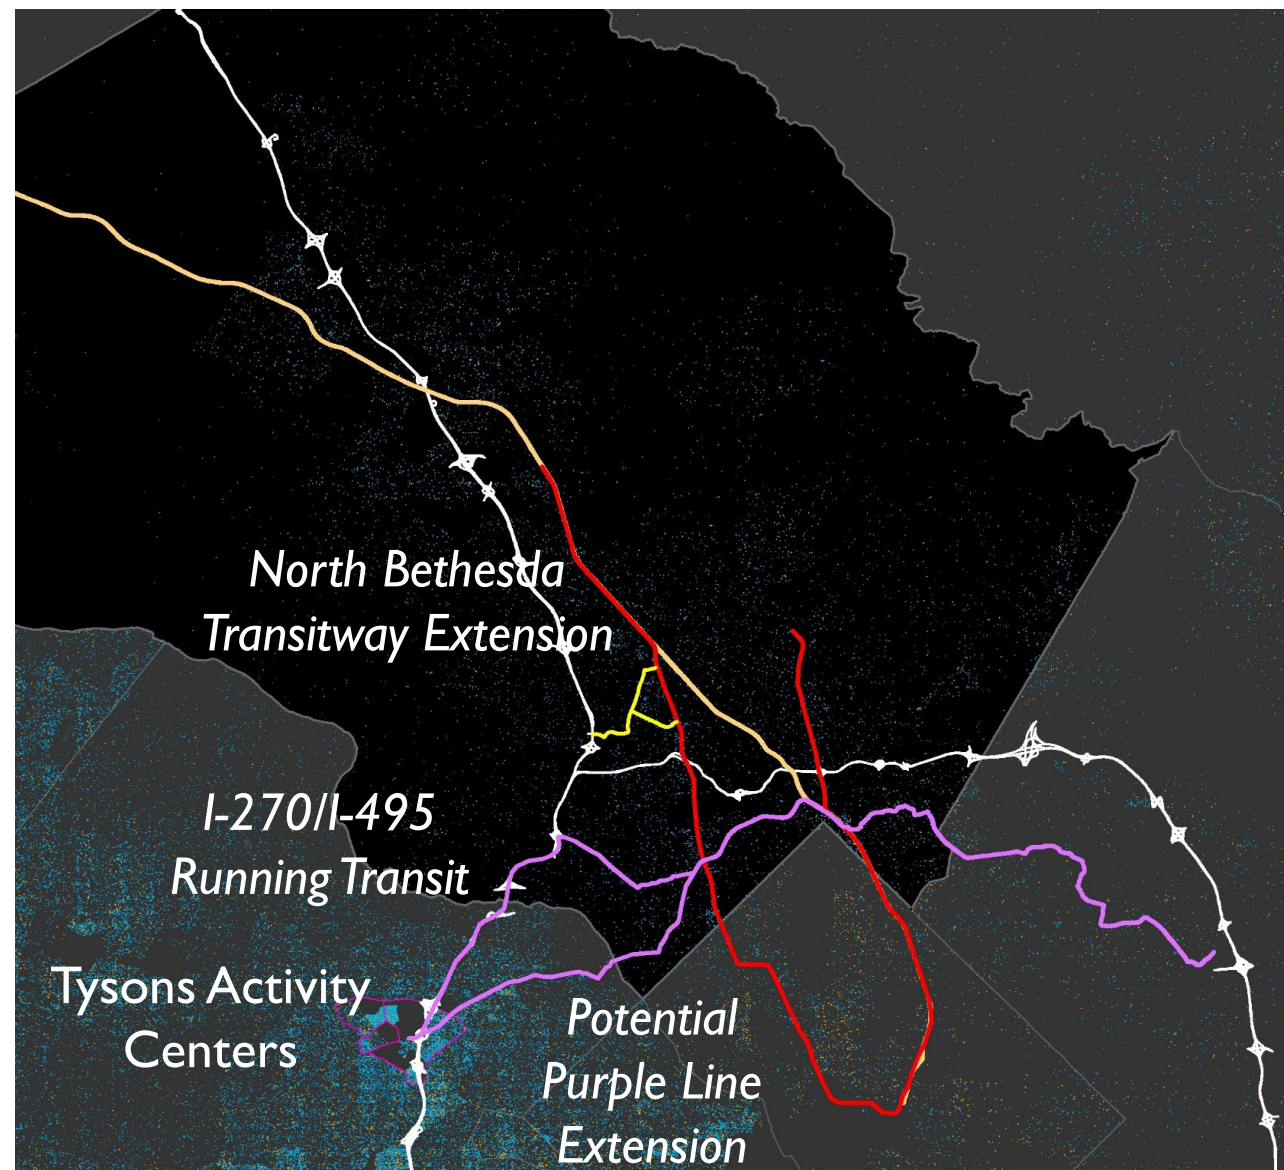 North Bethesda
Transitway Extension
I-270/I-495
Running Transit
Tysons Activity
Centers
Potential
Purple Line
Extension